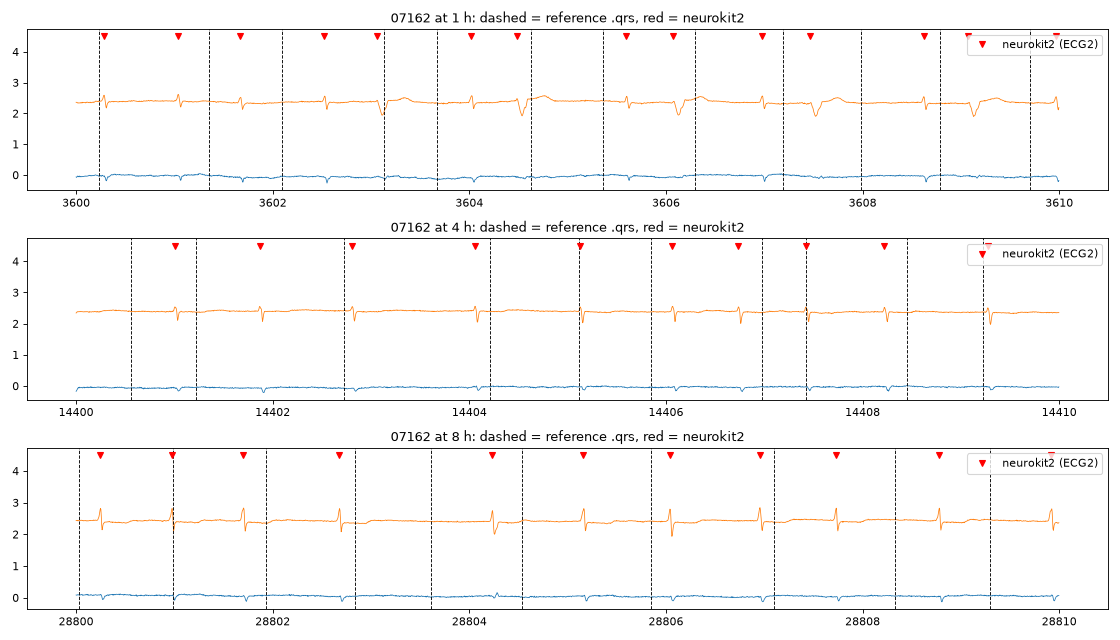 07162 at 1 h: dashed = reference .qrs, red = neurokit2
neurokit2 (ECG2)
4
3
2
1
0
3600 3602 3604 3606 3608 3610
07162 at 4 h: dashed = reference .qrs, red = neurokit2
neurokit2 (ECG2)
4
3
2
1
0
14400 14402 14404 14406 14408 14410
07162 at 8 h: dashed = reference .qrs, red = neurokit2
neurokit2 (ECG2)
4
3
2
1
0
28800 28802 28804 28806 28808 28810